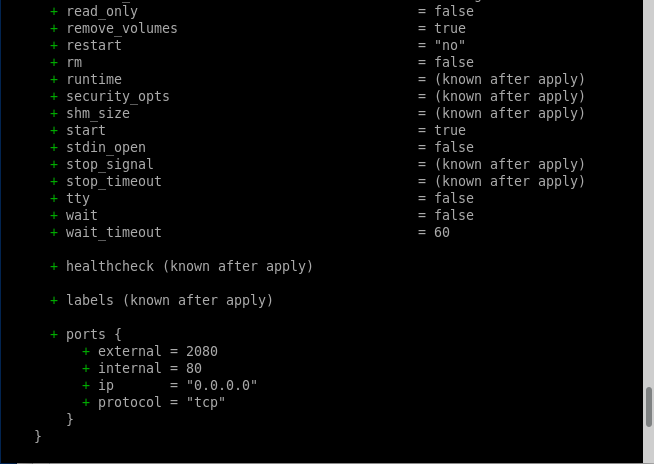 + read_only = false
+ remove_volumes = true
+ restart = "no"
+ rm = false
+ runtime = (known after apply)
+ security_opts = (known after apply)
+ shm_size = (known after apply)
+ start = true
+ stdin_open = false
+ stop_signal = (known after apply)
+ stop_timeout = (known after apply)
+ tty = false
+ wait = false
+ wait_timeout = 60
+ healthcheck (known after apply)
+ labels (known after apply)
+ ports {
+ external = 2080
+ internal = 80
+ ip = "0.0.0.0"
+ protocol = "tcp"
}
}